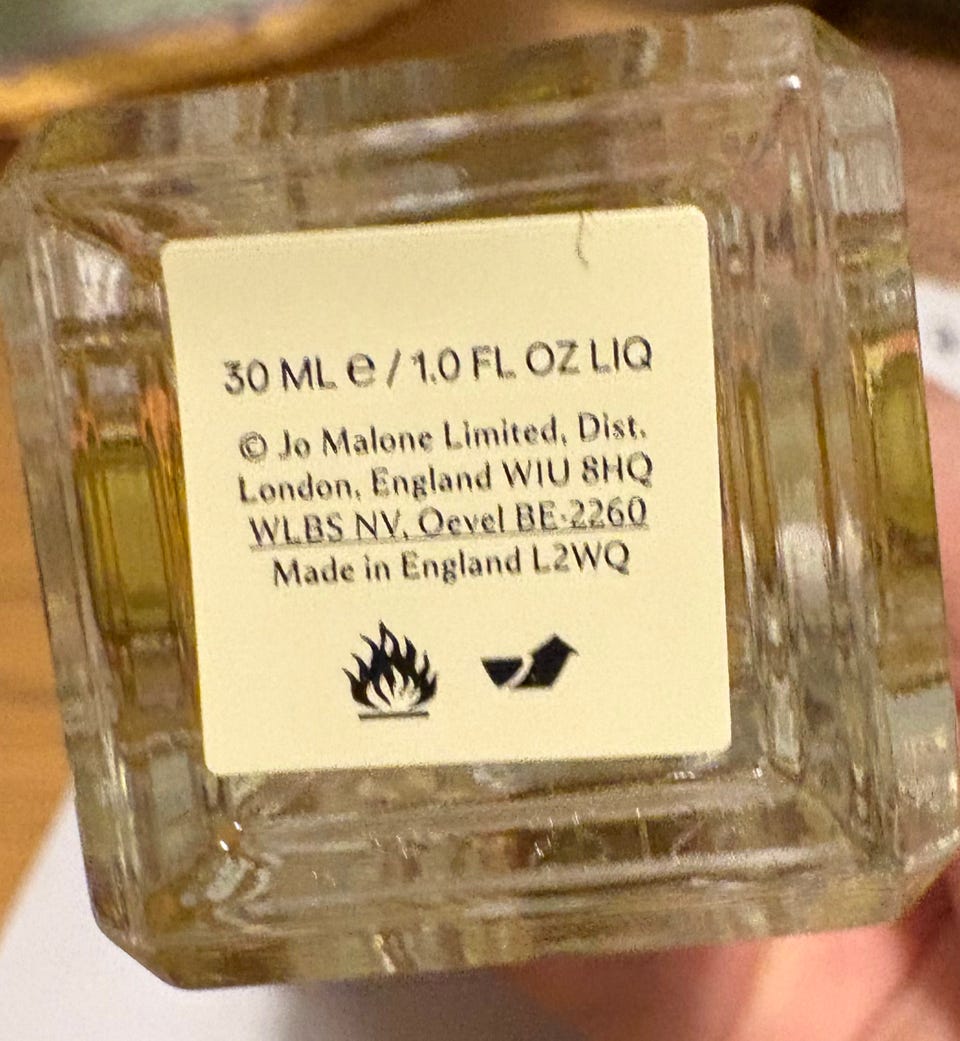 30 ML ℮ / 1.0 FL OZ LIQ
© Jo Malone Limited, Dist.
London, England W1U 8HQ
WLBS NV, Oevel BE-2260
Made in England L2WQ